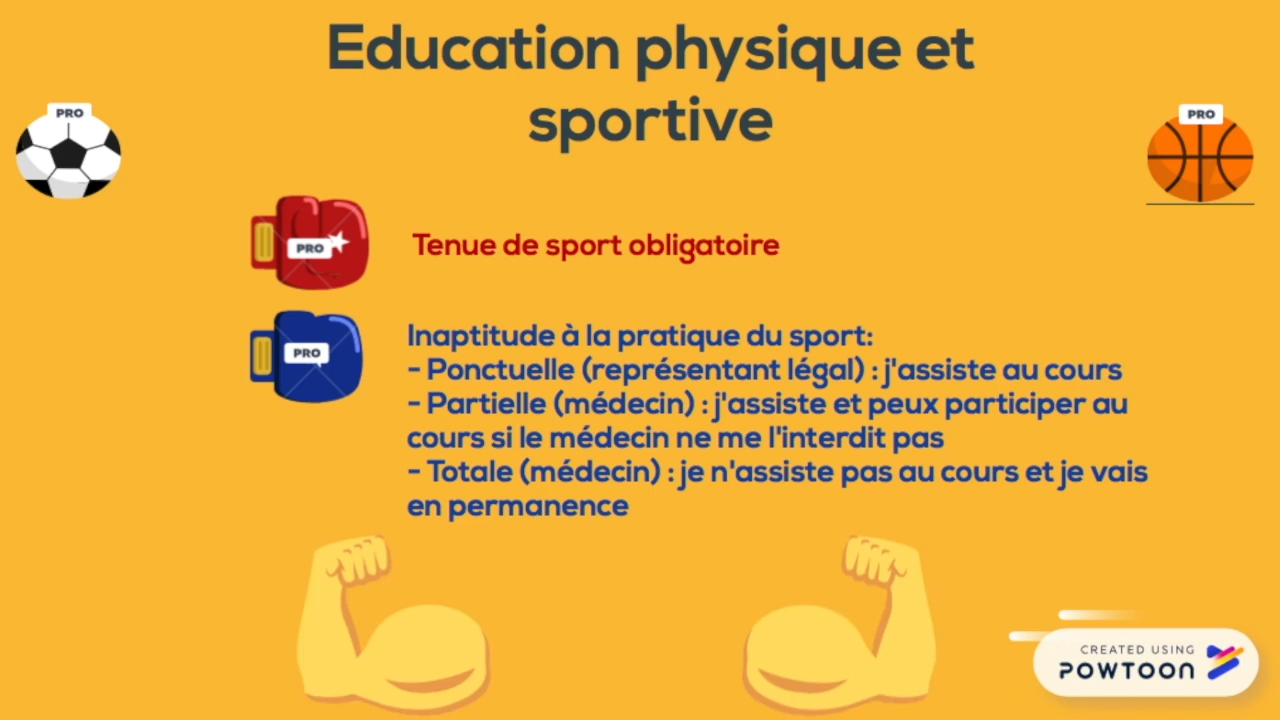 Education physique et
sportive
PRO
PRO
PRO
Tenue de sport obligatoire
PRO
Inaptitude à la pratique du sport:
- Ponctuelle (représentant légal) : j'assiste au cours
- Partielle (médecin) : j'assiste et peux participer au
cours si le médecin ne me l'interdit pas
- Totale (médecin) : je n'assiste pas au cours et je vais
en permanence
CREATED USING
POWTOON